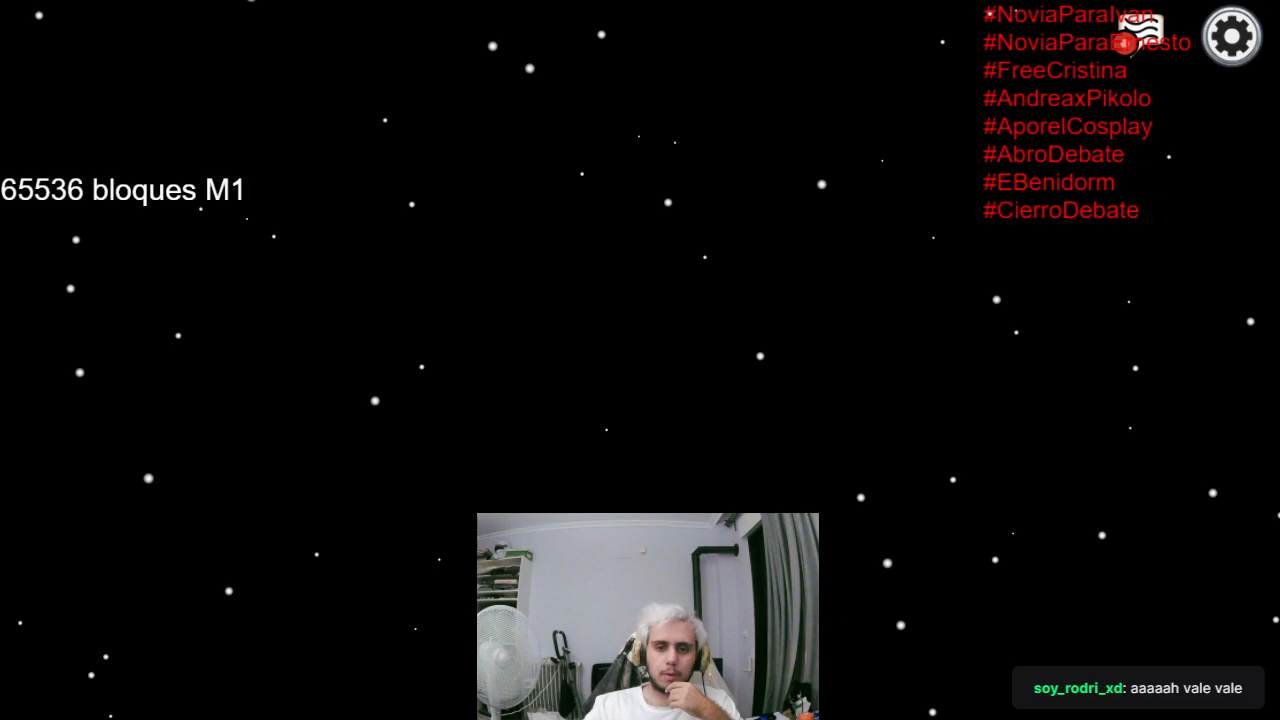 #NoviaParaIvan
#NoviaParaErnesto
#FreeCristina
#AndreaxPikolo
#AporelCosplay
#AbroDebate
#EBenidorm
#CierroDebate
65536 bloques M1
soy_rodri_xd: aaaaah vale vale